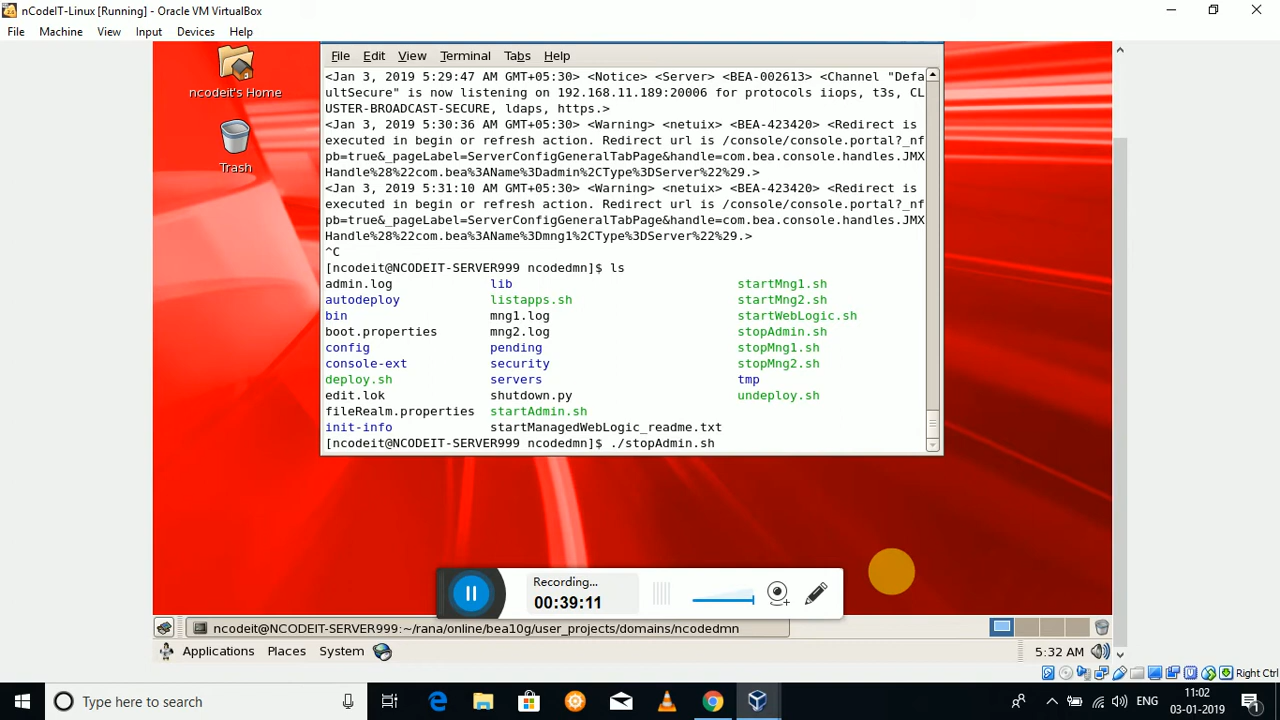 nCodeIT-Linux [Running] - Oracle VM VirtualBox
File Machine View Input Devices Help
ncodeit's Home
Trash
File Edit View Terminal Tabs Help
<Jan 3, 2019 5:29:47 AM GMT+05:30> <Notice> <Server> <BEA-002613> <Channel "Defa
ultSecure" is now listening on 192.168.11.189:20006 for protocols iiops, t3s, CL
USTER-BROADCAST-SECURE, ldaps, https.>
<Jan 3, 2019 5:30:36 AM GMT+05:30> <Warning> <netuix> <BEA-423420> <Redirect is
executed in begin or refresh action. Redirect url is /console/console.portal?_nf
pb=true&_pageLabel=ServerConfigGeneralTabPage&handle=com.bea.console.handles.JMX
Handle%28%22com.bea%3AName%3Dadmin%2CType%3DServer%22%29.>
<Jan 3, 2019 5:31:10 AM GMT+05:30> <Warning> <netuix> <BEA-423420> <Redirect is
executed in begin or refresh action. Redirect url is /console/console.portal?_nf
pb=true&_pageLabel=ServerConfigGeneralTabPage&handle=com.bea.console.handles.JMX
Handle%28%22com.bea%3AName%3Dmng1%2CType%3DServer%22%29.>
^C
[ncodeit@NCODEIT-SERVER999 ncodedmn]$ ls
admin.log lib startMng1.sh
autodeploy listapps.sh startMng2.sh
bin mng1.log startWebLogic.sh
boot.properties mng2.log stopAdmin.sh
config pending stopMng1.sh
console-ext security stopMng2.sh
deploy.sh servers tmp
edit.lok shutdown.py undeploy.sh
fileRealm.properties startAdmin.sh
init-info startManagedWebLogic_readme.txt
[ncodeit@NCODEIT-SERVER999 ncodedmn]$ ./stopAdmin.sh
Recording...
00:39:11
ncodeit@NCODEIT-SERVER999:~/rana/online/bea10g/user_projects/domains/ncodedmn
Applications Places System 5:32 AM
Right Ctrl
Type here to search
ENG
11:02
03-01-2019
1